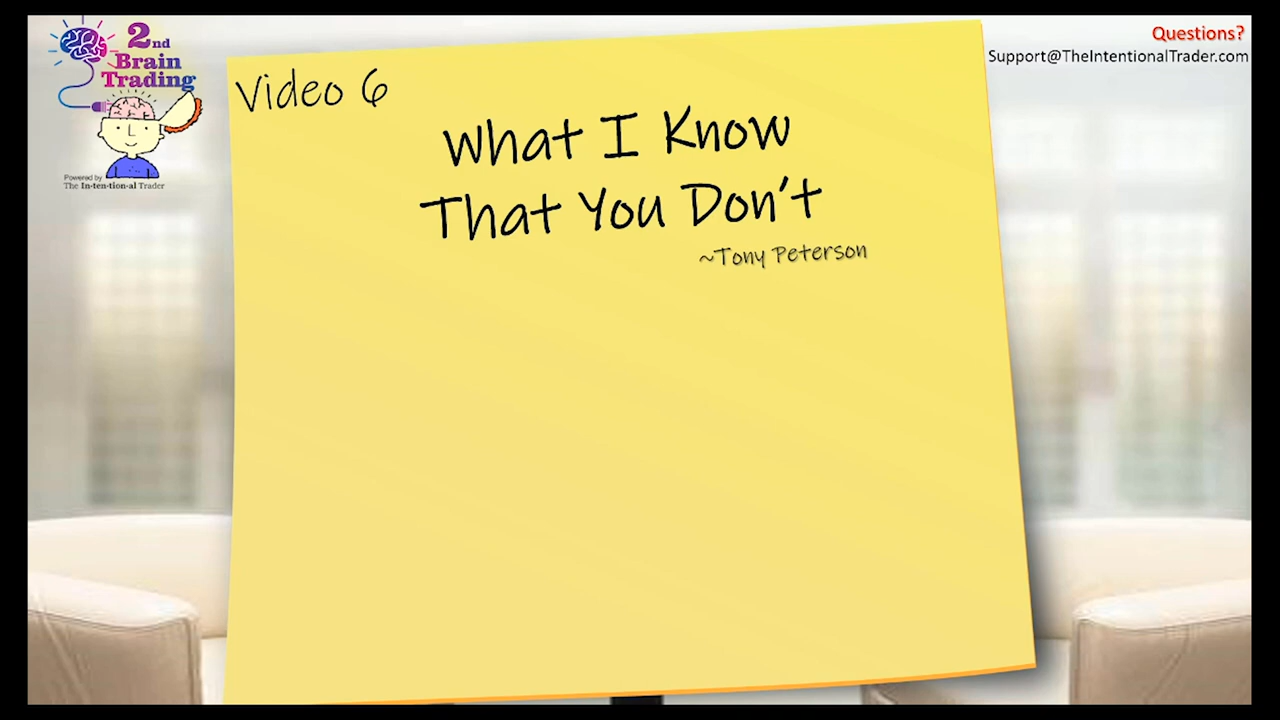 2nd
Brain
Trading
Powered by
The In-ten-tion-al Trader
Questions?
Support@TheIntentionalTrader.com
Video 6
What I Know
That You Don't
~Tony Peterson